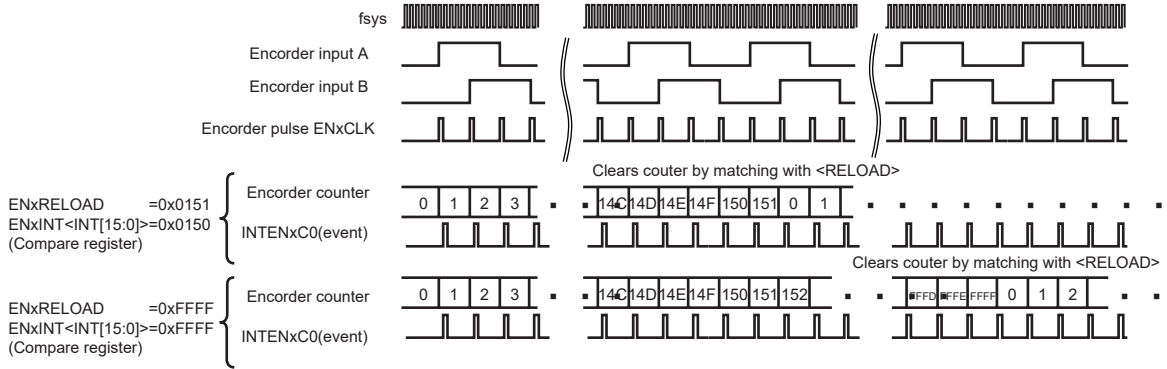 fsys
Encorder input A
Encorder input B
Encorder pulse ENxCLK
Clears couter by matching with <RELOAD>
ENxRELOAD =0x0151
ENxINT<INT[15:0]>=0x0150
(Compare register)
Encorder counter
0 1 2 3 14C 14D 14E 14F 150 151 0 1
INTENxC0(event)
Clears couter by matching with <RELOAD>
ENxRELOAD =0xFFFF
ENxINT<INT[15:0]>=0xFFFF
(Compare register)
Encorder counter
0 1 2 3 14C 14D 14E 14F 150 151 152 FFFD FFFE FFFF 0 1 2
INTENxC0(event)